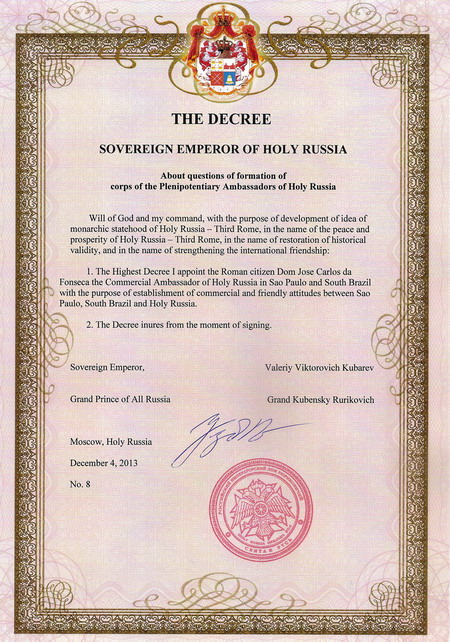 THE DECREE
SOVEREIGN EMPEROR OF HOLY RUSSIA
About questions of formation of
corps of the Plenipotentiary Ambassadors of Holy Russia
Will of God and my command, with the purpose of development of idea of
monarchic statehood of Holy Russia – Third Rome, in the name of the peace and
prosperity of Holy Russia – Third Rome, in the name of restoration of historical
validity, and in the name of strengthening the international friendship:
1. The Highest Decree I appoint the Roman citizen Dom Jose Carlos da
Fonseca the Commercial Ambassador of Holy Russia in Sao Paulo and South Brazil
with the purpose of establishment of commercial and friendly attitudes between Sao
Paulo, South Brazil and Holy Russia.
2. The Decree inures from the moment of signing.
Sovereign Emperor, Valeriy Viktorovich Kubarev
Grand Prince of All Russia Grand Kubensky Rurikovich
Moscow, Holy Russia
December 4, 2013
No. 8
СВЯТАЯ РУСЬ